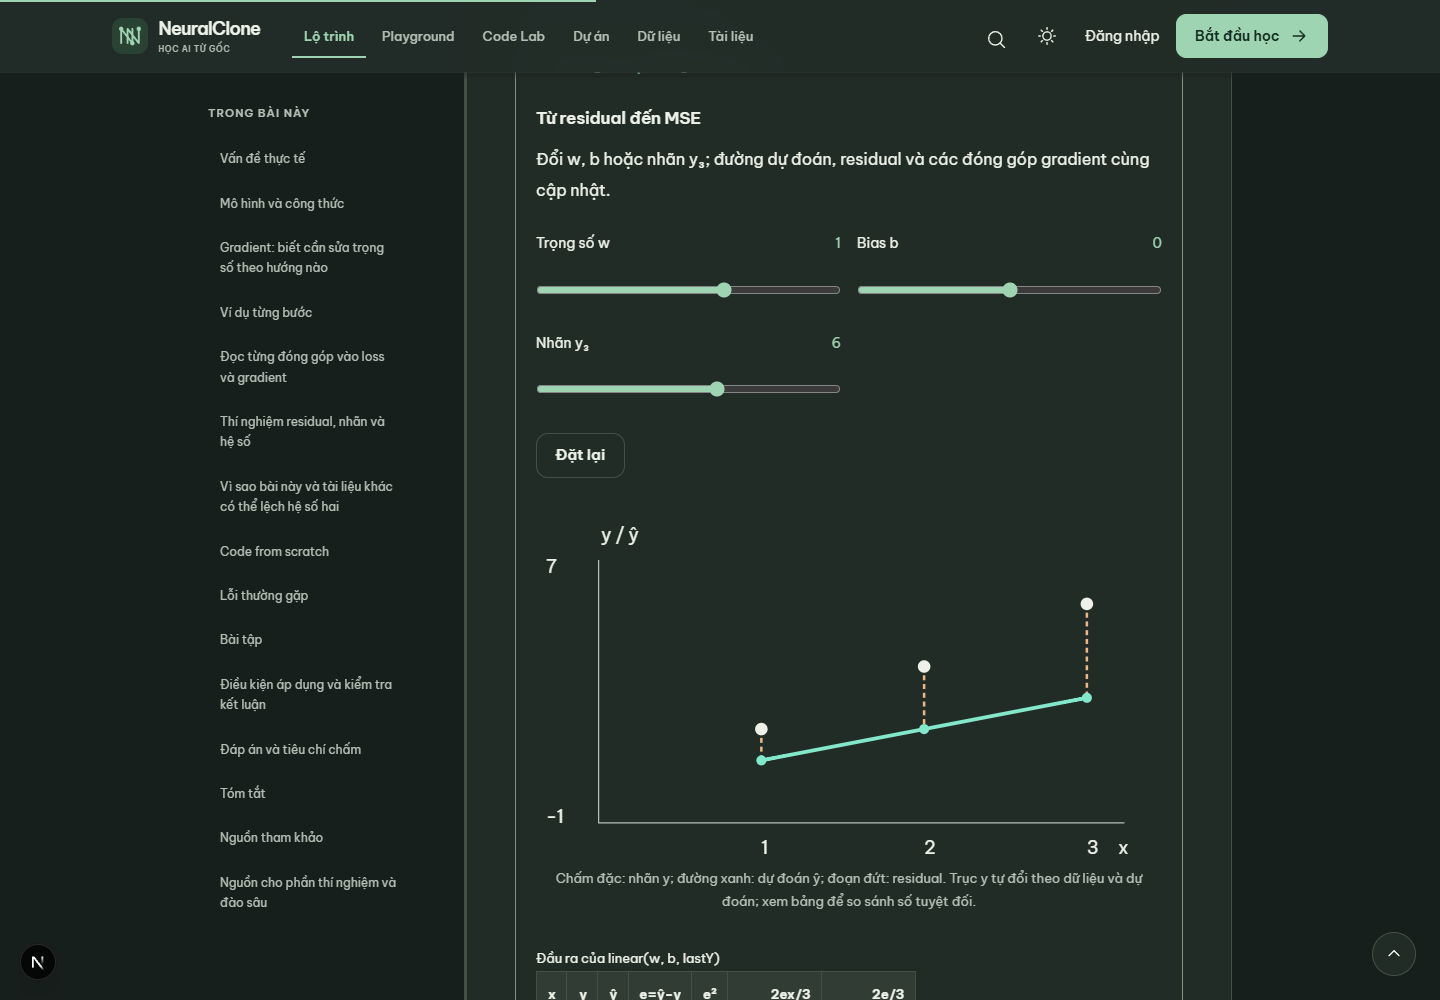 NeuralClone
HỌC AI TỪ GỐC
Lộ trình
Playground
Code Lab
Dự án
Dữ liệu
Tài liệu
Đăng nhập
Bắt đầu học
TRONG BÀI NÀY
Vấn đề thực tế
Mô hình và công thức
Gradient: biết cần sửa trọng
số theo hướng nào
Ví dụ từng bước
Đọc từng đóng góp vào loss
và gradient
Thí nghiệm residual, nhãn và
hệ số
Vì sao bài này và tài liệu khác
có thể lệch hệ số hai
Code from scratch
Lỗi thường gặp
Bài tập
Điều kiện áp dụng và kiểm tra
kết luận
Đáp án và tiêu chí chấm
Tóm tắt
Nguồn tham khảo
Nguồn cho phần thí nghiệm và
đào sâu
Từ residual đến MSE
Đổi w, b hoặc nhãn y₃; đường dự đoán, residual và các đóng góp gradient cùng
cập nhật.
Trọng số w 1
Bias b 0
Nhãn y₃ 6
Đặt lại
y / ŷ
7
-1
1 2 3 x
Chấm đặc: nhãn y; đường xanh: dự đoán ŷ; đoạn đứt: residual. Trục y tự đổi theo dữ liệu và dự
đoán; xem bảng để so sánh số tuyệt đối.
Đầu ra của linear(w, b, lastY)
x y ŷ e=ŷ-y e² 2ex/3 2e/3